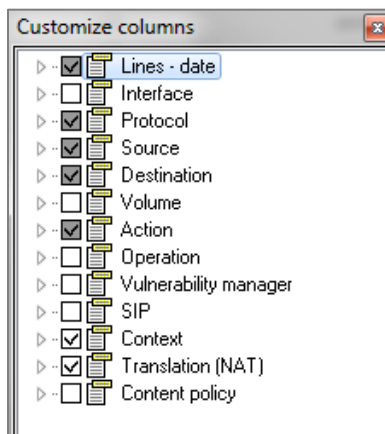 Customize columns
Lines - date
Interface
Protocol
Source
Destination
Volume
Action
Operation
Vulnerability manager
SIP
Context
Translation (NAT)
Content policy